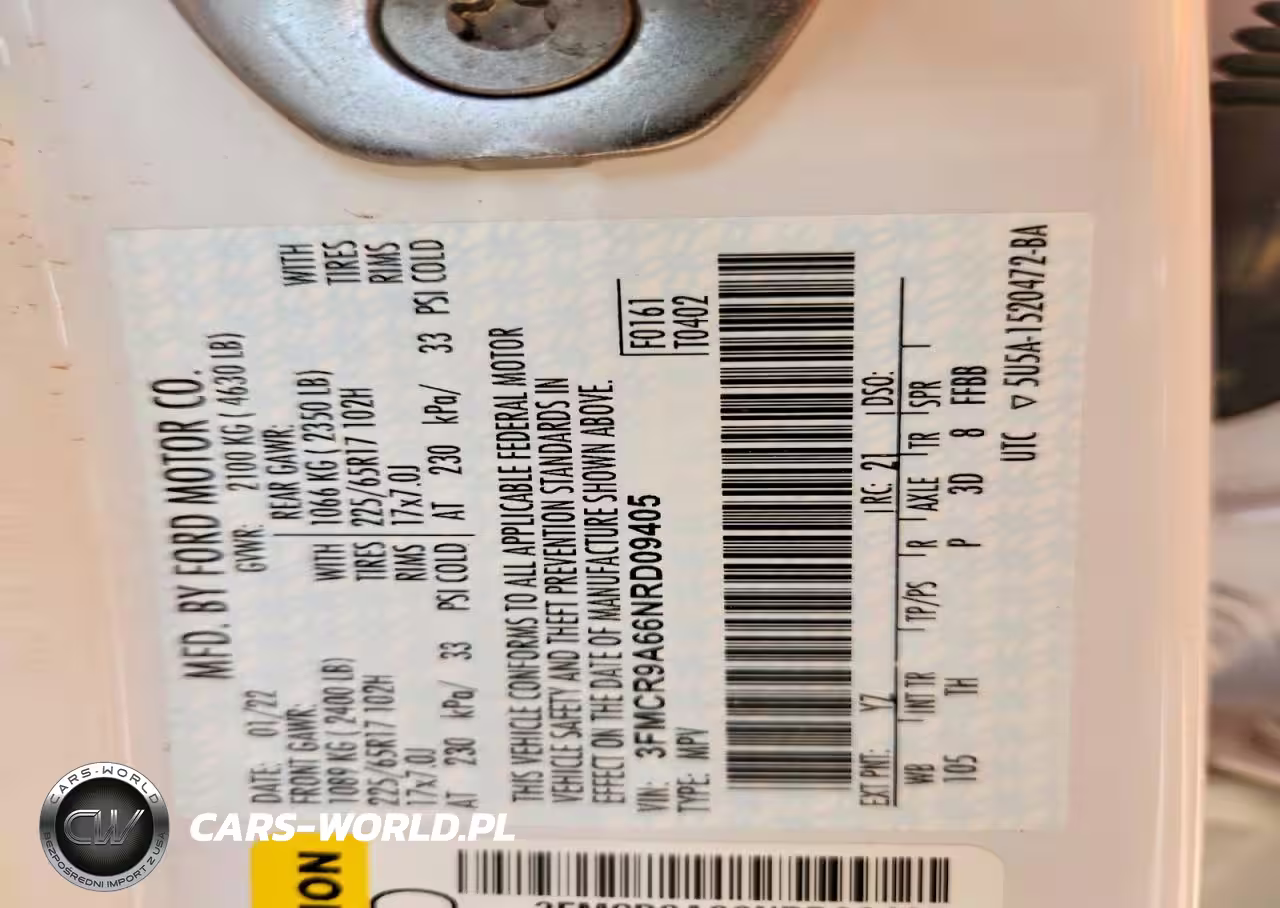 MFD. BY FORD MOTOR CO.
DATE: 01/22 GVWR: 2100 KG ( 4630 LB)
FRONT GAWR: REAR GAWR:
1089 KG ( 2400 LB) WITH 1066 KG ( 2350 LB) WITH
225/65R17 102H TIRES 225/65R17 102H TIRES
17x7.0J RIMS 17x7.0J RIMS
AT 230 kPa/ 33 PSI COLD AT 230 kPa/ 33 PSI COLD
THIS VEHICLE CONFORMS TO ALL APPLICABLE FEDERAL MOTOR
VEHICLE SAFETY AND THEFT PREVENTION STANDARDS IN
EFFECT ON THE DATE OF MANUFACTURE SHOWN ABOVE.
VIN: 3FMCR9A66NRD09405 F0161
TYPE: MPV T0402
EXT PNT: YZ RC: 21 DSO:
WB INT TR TP/PS R AXLE TR SPR
105 TH P 3D 8 FFBB
UTC ▽ 5U5A-1520472-BA
CARS-WORLD
CW
BEZPOŚREDNI IMPORT Z USA
CARS-WORLD.PL